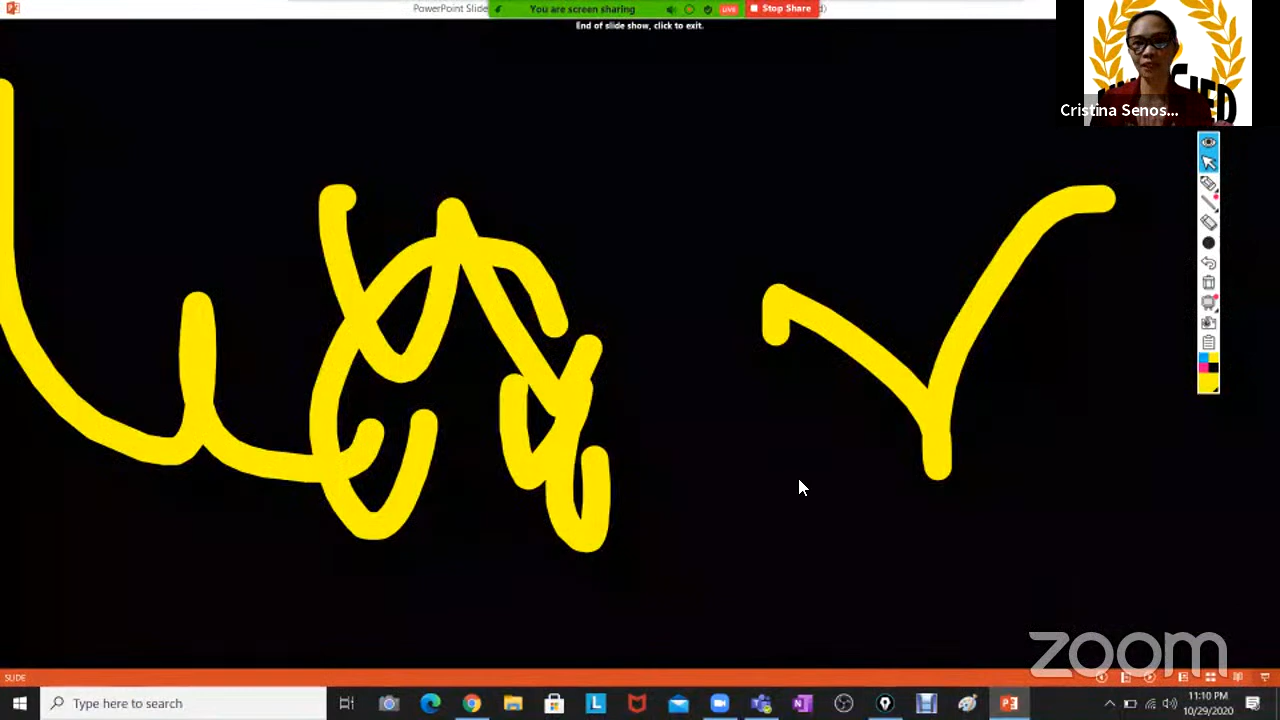 PowerPoint Slide
You are screen sharing
LIVE
Stop Share
End of slide show, click to exit.
Cristina Senos...
zoom
SLIDE
Type here to search
11:10 PM
10/29/2020